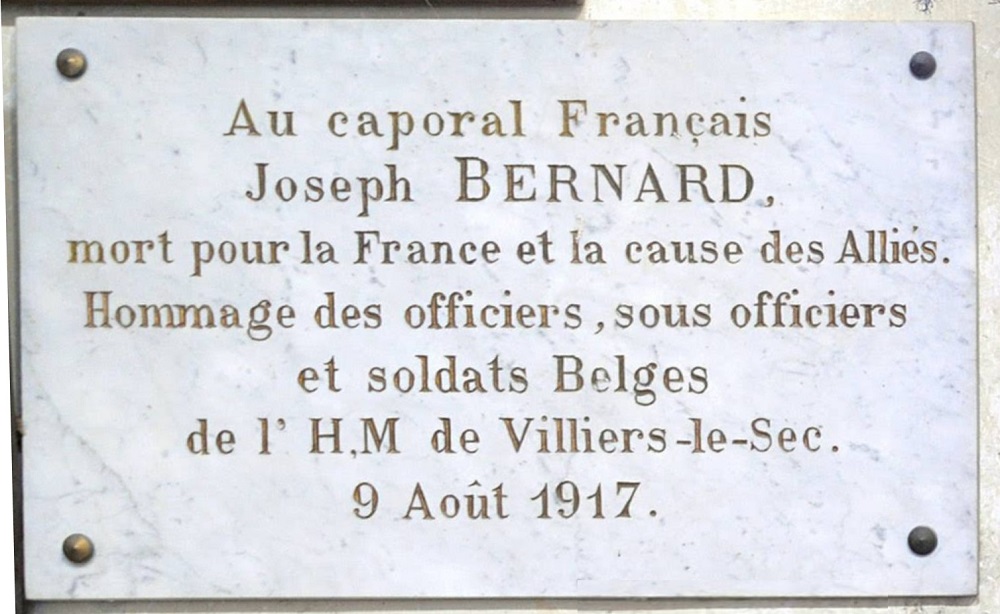 Au caporal Français
Joseph BERNARD,
mort pour la France et la cause des Alliés.
Hommage des officiers, sous officiers
et soldats Belges
de l' H.M de Villiers-le-Sec.
9 Août 1917.